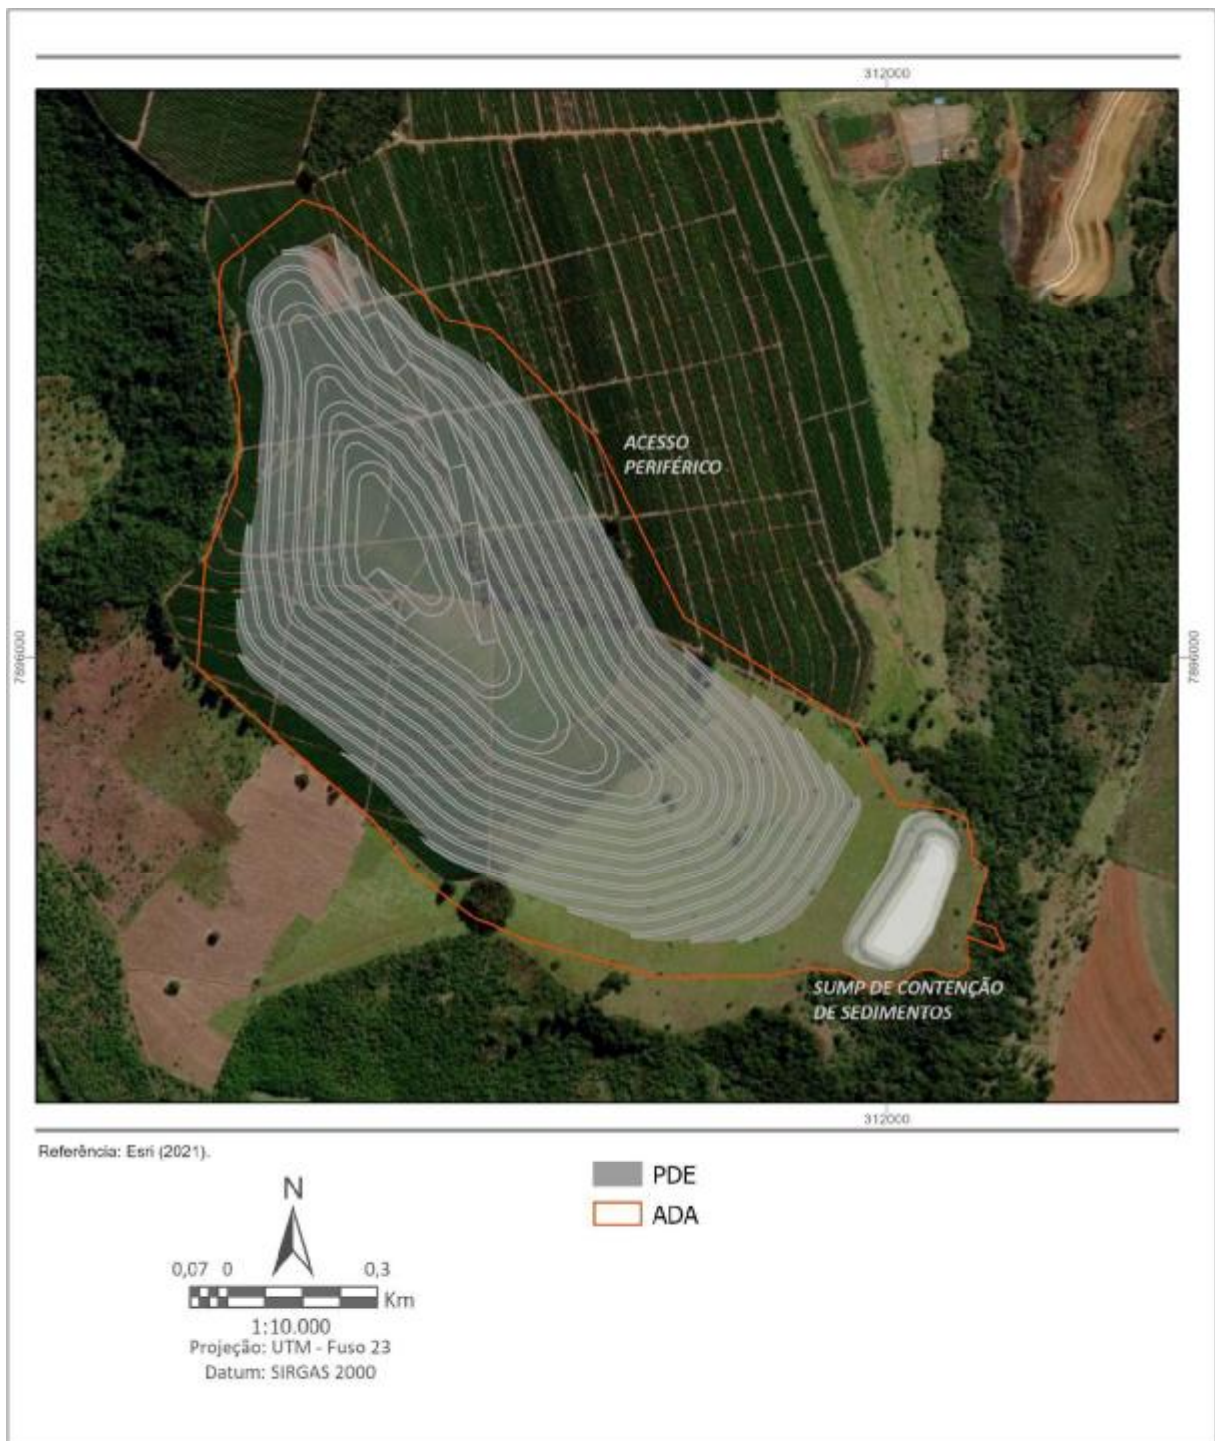 312000
ACESSO
PERIFÉRICO
7896000
7896000
SUMP DE CONTENÇÃO
DE SEDIMENTOS
312000
Referência: Esri (2021).
N
0,07 0 0,3
Km
1:10.000
Projeção: UTM - Fuso 23
Datum: SIRGAS 2000
PDE
ADA